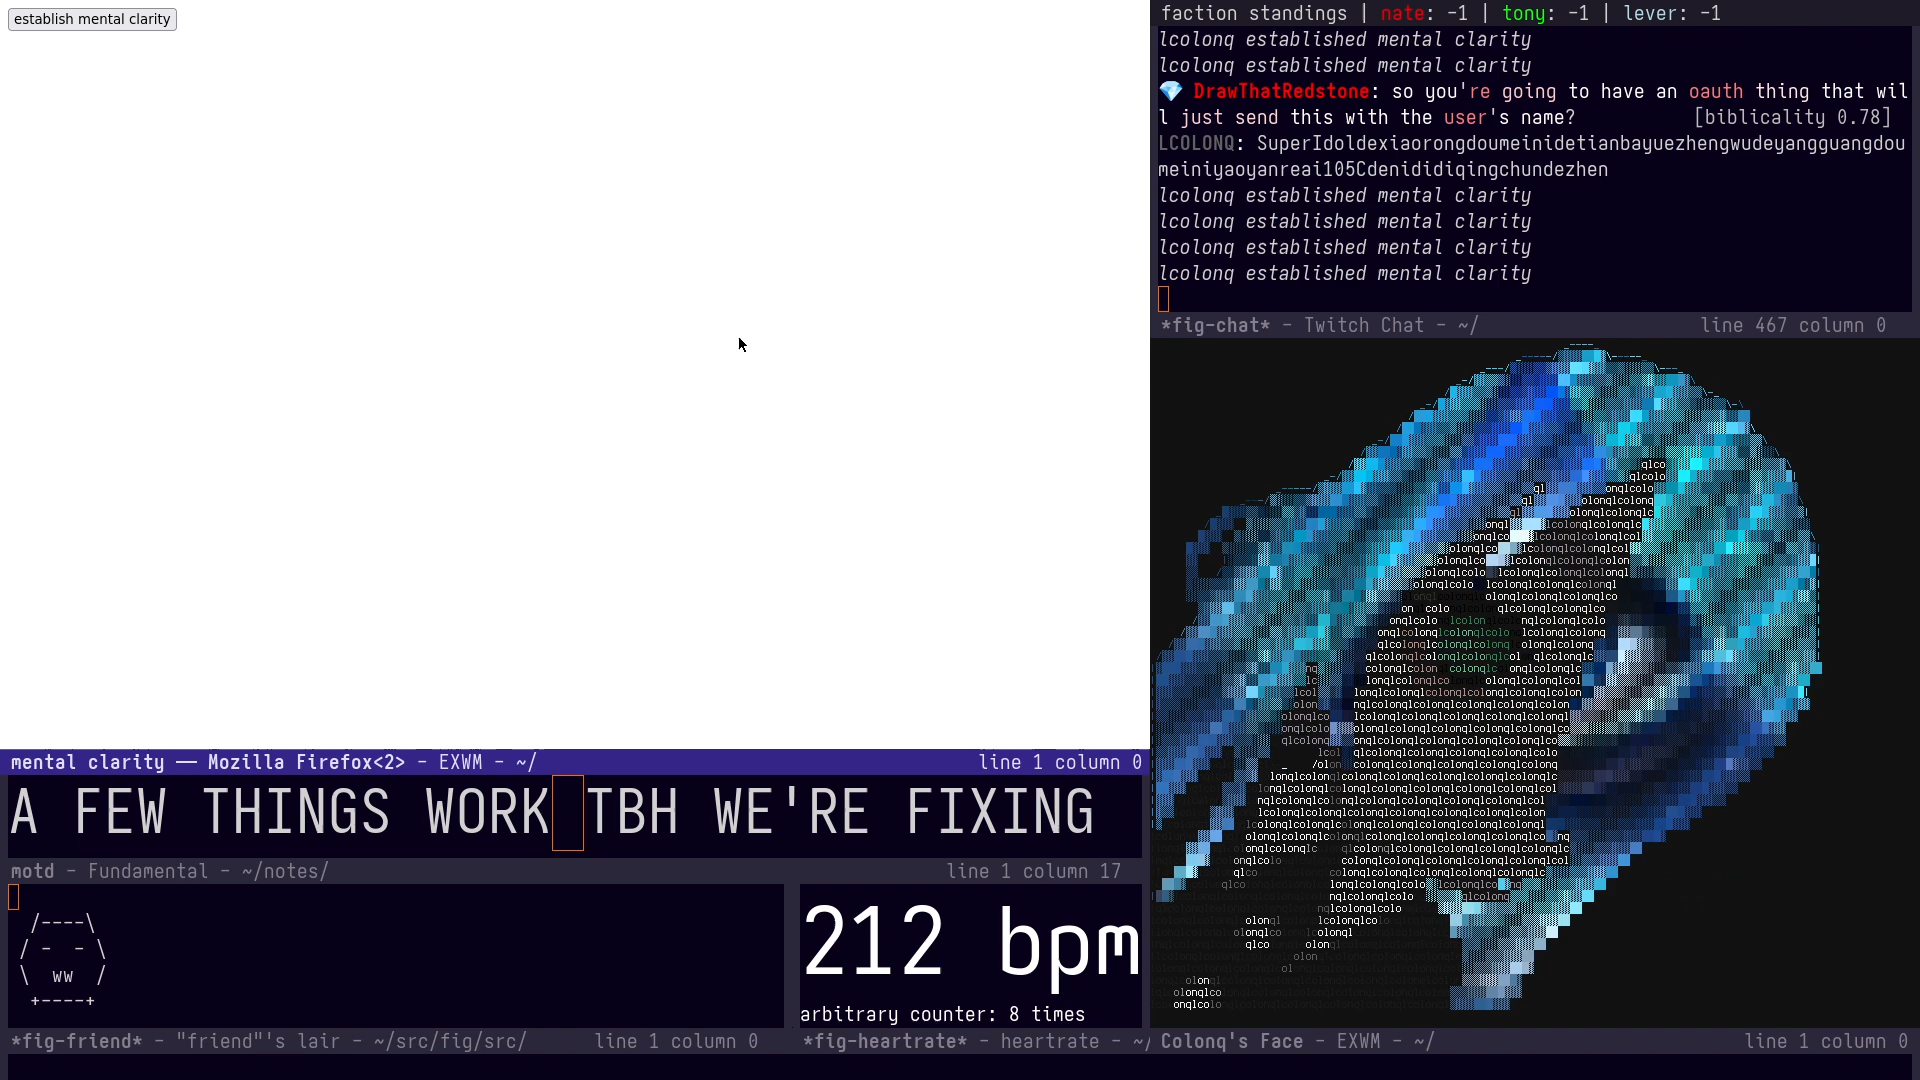 establish mental clarity
faction standings | nate: -1 | tony: -1 | lever: -1
lcolonq established mental clarity
lcolonq established mental clarity
💎 DrawThatRedstone: so you're going to have an oauth thing that wil
l just send this with the user's name? [biblicality 0.78]
LCOLONQ: SuperIdoldexiaorongdoumeinidetianbayuezhengwudeyangguangdou
meiniyaoyanreai105Cdenididiqingchundezhen
lcolonq established mental clarity
lcolonq established mental clarity
lcolonq established mental clarity
lcolonq established mental clarity
*fig-chat* - Twitch Chat - ~/ line 467 column 0
mental clarity — Mozilla Firefox<2> - EXWM - ~/ line 1 column 0
A FEW THINGS WORK TBH WE'RE FIXING
motd - Fundamental - ~/notes/ line 1 column 17
/----\
/ - - \
\ ww /
+----+
212 bpm
arbitrary counter: 8 times
*fig-friend* - "friend"'s lair - ~/src/fig/src/ line 1 column 0
*fig-heartrate* - heartrate - ~/
Colonq's Face - EXWM - ~/ line 1 column 0